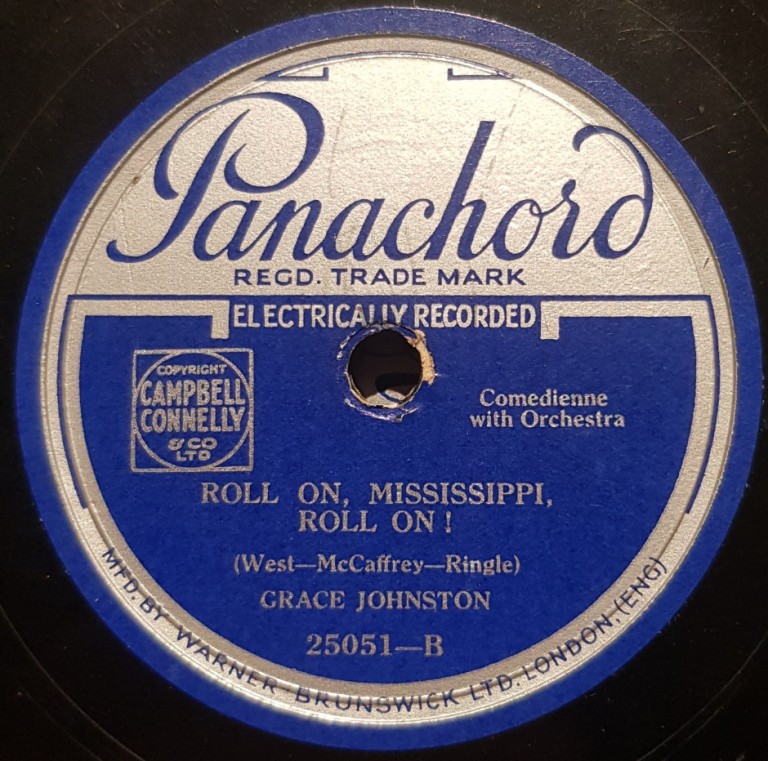 Panachord
REGD. TRADE MARK
ELECTRICALLY RECORDED
COPYRIGHT
CAMPBELL
CONNELLY
& CO
LTD
Comedienne
with Orchestra
ROLL ON, MISSISSIPPI,
ROLL ON !
(West—McCaffrey—Ringle)
GRACE JOHNSTON
25051—B
MFD. BY WARNER BRUNSWICK LTD. LONDON, (ENG)